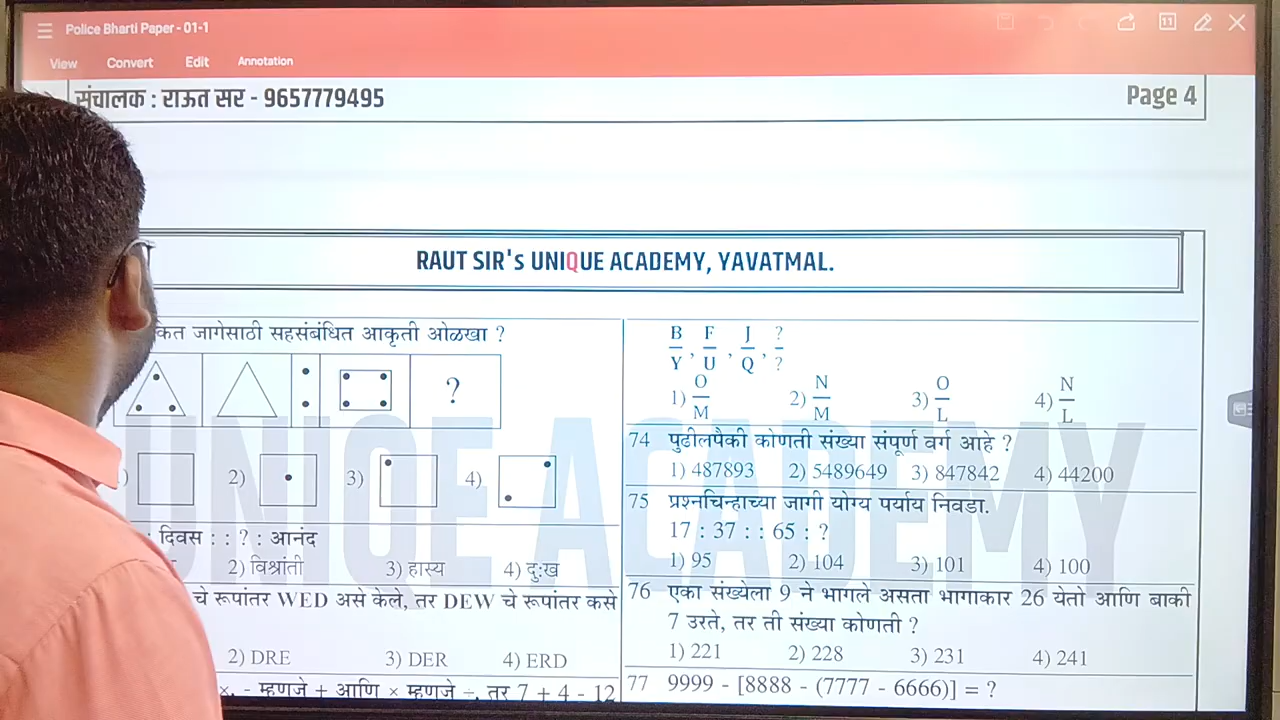 Police Bharti Paper - 01-1
11
View Convert Edit Annotation
संचालक : राऊत सर - 9657779495 Page 4
RAUT SIR's UNIQUE ACADEMY, YAVATMAL.
UNIQE ACADEMY
केत जागेसाठी सहसंबंधित आकृती ओळखा ?
?
) 2) 3) 4)
दिवस : : ? : आनंद
2) विश्रांती 3) हास्य 4) दुःख
चे रूपांतर WED असे केले, तर DEW चे रूपांतर कसे
2) DRE 3) DER 4) ERD
×, - म्हणजे + आणि × म्हणजे ÷, तर 7 + 4 - 12
B/Y, F/U, J/Q, ?/?
1) O/M 2) N/M 3) O/L 4) N/L
74 पुढीलपैकी कोणती संख्या संपूर्ण वर्ग आहे ?
1) 487893 2) 5489649 3) 847842 4) 44200
75 प्रश्नचिन्हाच्या जागी योग्य पर्याय निवडा.
17 : 37 : : 65 : ?
1) 95 2) 104 3) 101 4) 100
76 एका संख्येला 9 ने भागले असता भागाकार 26 येतो आणि बाकी
7 उरते, तर ती संख्या कोणती ?
1) 221 2) 228 3) 231 4) 241
77 9999 - [8888 - (7777 - 6666)] = ?